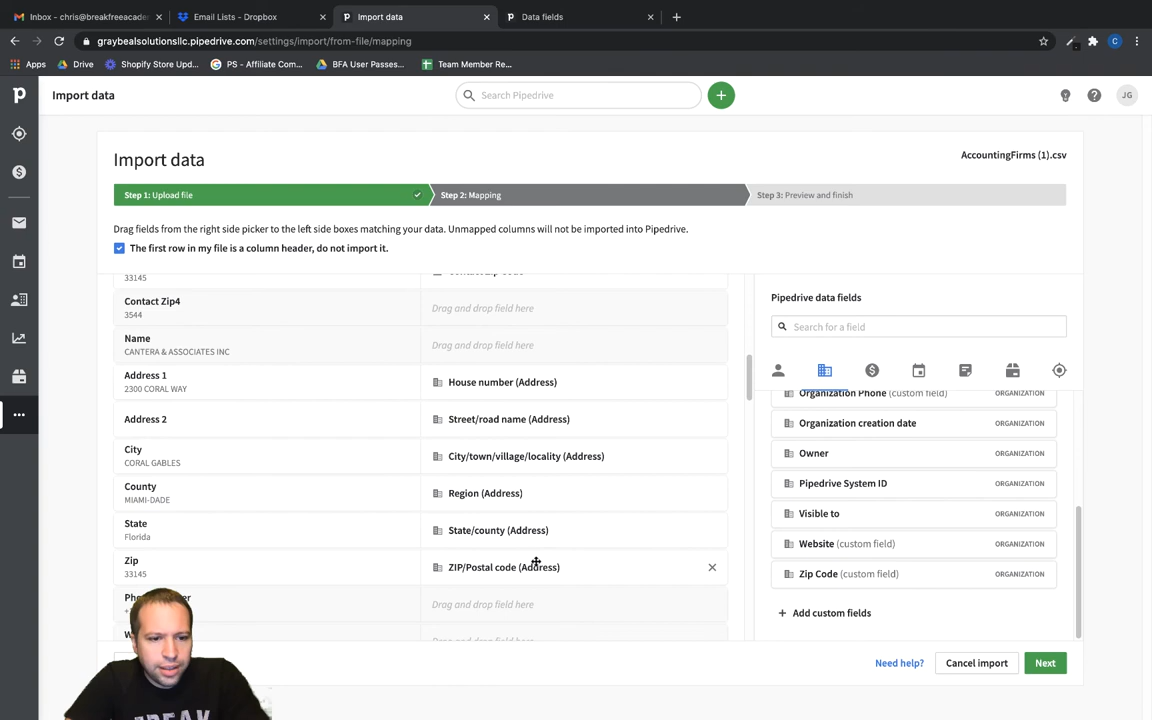 Inbox - chris@breakfreeacade
Email Lists - Dropbox
Import data
Data fields
graybealsolutionsllc.pipedrive.com/settings/import/from-file/mapping
Apps
Drive
Shopify Store Upd...
PS - Affiliate Com...
BFA User Passes...
Team Member Re...
Import data
Search Pipedrive
JG
Import data
AccountingFirms (1).csv
Step 1: Upload file
Step 2: Mapping
Step 3: Preview and finish
Drag fields from the right side picker to the left side boxes matching your data. Unmapped columns will not be imported into Pipedrive.
The first row in my file is a column header, do not import it.
33145
Contact Zip4
3544
Drag and drop field here
Name
CANTERA & ASSOCIATES INC
Drag and drop field here
Address 1
2300 CORAL WAY
House number (Address)
Address 2
Street/road name (Address)
City
CORAL GABLES
City/town/village/locality (Address)
County
MIAMI-DADE
Region (Address)
State
Florida
State/county (Address)
Zip
33145
ZIP/Postal code (Address)
Drag and drop field here
Pipedrive data fields
Search for a field
Organization Phone (custom field)
ORGANIZATION
Organization creation date
ORGANIZATION
Owner
ORGANIZATION
Pipedrive System ID
ORGANIZATION
Visible to
ORGANIZATION
Website (custom field)
ORGANIZATION
Zip Code (custom field)
ORGANIZATION
Add custom fields
Need help?
Cancel import
Next